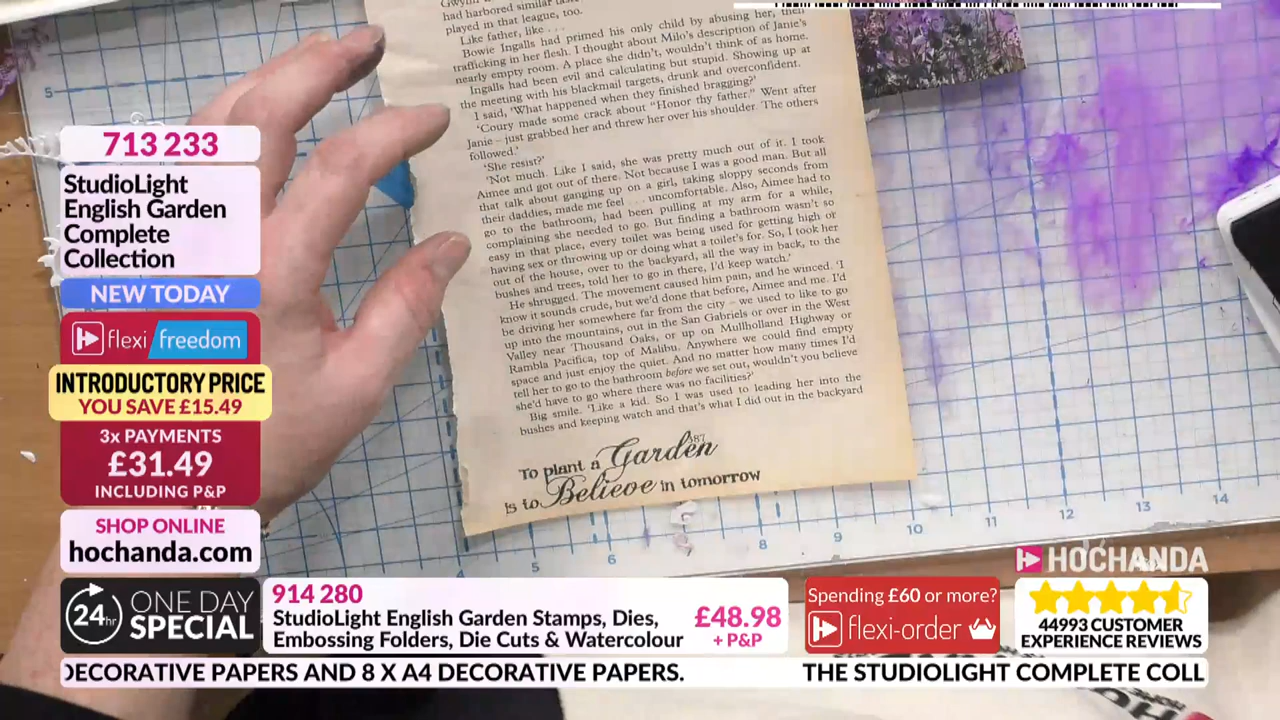 had harbored similar
played in that league, too.
Like father, like . . .
Bowie Ingalls had primed his only child by abusing her, then
trafficking in her flesh. I thought about Milo's description of Janie's
nearly empty room. A place she didn't, wouldn't think of as home.
Ingalls had been evil and calculating but stupid. Showing up at
the meeting with his blackmail targets, drunk and overconfident.
I said, 'What happened when they finished bragging?'
'Coury made some crack about "Honor thy father." Went after
Janie – just grabbed her and threw her over his shoulder. The others
followed.'
'She resist?'
'Not much. Like I said, she was pretty much out of it. I took
Aimee and got out of there. Not because I was a good man. But all
that talk about ganging up on a girl, taking sloppy seconds from
their daddies, made me feel . . . uncomfortable. Also, Aimee had to
go to the bathroom, had been pulling at my arm for a while,
complaining she needed to go. But finding a bathroom wasn't so
easy in that place, every toilet was being used for getting high or
having sex or throwing up or doing what a toilet's for. So, I took her
out of the house, over to the backyard, all the way in back, to the
bushes and trees, told her to go in there, I'd keep watch.'
He shrugged. The movement caused him pain, and he winced. 'I
know it sounds crude, but we'd done that before, Aimee and me. I'd
be driving her somewhere far from the city – we used to like to go
up into the mountains, out in the San Gabriels or over in the West
Valley near Thousand Oaks, or up on Mullholland Highway or
Rambla Pacifica, top of Malibu. Anywhere we could find empty
space and just enjoy the quiet. And no matter how many times I'd
tell her to go to the bathroom before we set out, wouldn't you believe
she'd have to go where there was no facilities?'
Big smile. 'Like a kid. So I was used to leading her into the
bushes and keeping watch and that's what I did out in the backyard
387
To plant a Garden
is to Believe in tomorrow
5
5
6
8
9
10
11
12
13
14
713 233
StudioLight
English Garden
Complete
Collection
NEW TODAY
flexi freedom
INTRODUCTORY PRICE
YOU SAVE £15.49
3x PAYMENTS
£31.49
INCLUDING P&P
SHOP ONLINE
hochanda.com
HOCHANDA
24hr ONE DAY SPECIAL
914 280
StudioLight English Garden Stamps, Dies,
Embossing Folders, Die Cuts & Watercolour
£48.98
+ P&P
Spending £60 or more?
flexi-order
44993 CUSTOMER
EXPERIENCE REVIEWS
DECORATIVE PAPERS AND 8 X A4 DECORATIVE PAPERS. THE STUDIOLIGHT COMPLETE COLL